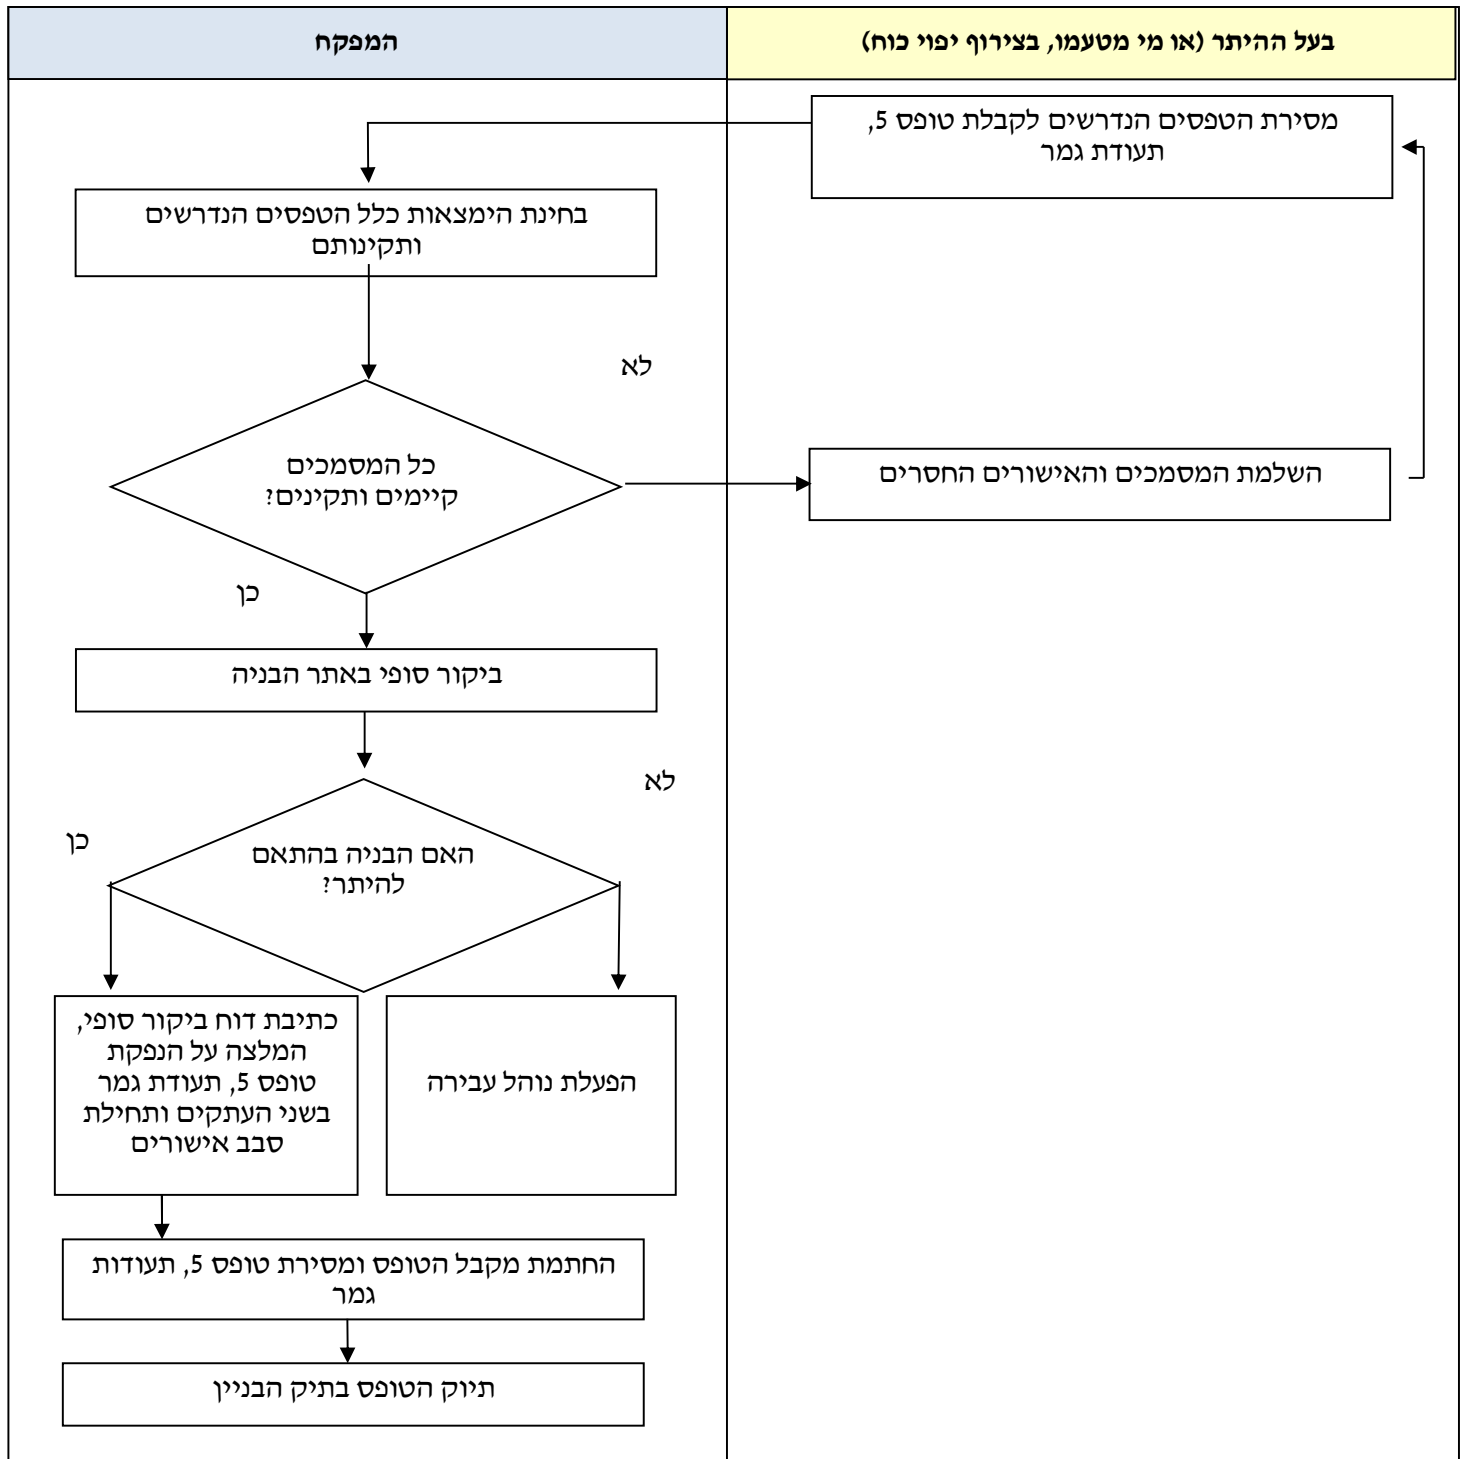 בעל ההיתר (או מי מטעמו, בצירוף יפוי כוח)
המפקח
מסירת הטפסים הנדרשים לקבלת טופס 5,
תעודת גמר
בחינת הימצאות כלל הטפסים הנדרשים
ותקינותם
לא
כל המסמכים
קיימים ותקינים?
השלמת המסמכים והאישורים החסרים
כן
ביקור סופי באתר הבניה
לא
כן
האם הבניה בהתאם
להיתר?
הפעלת נוהל עבירה
כתיבת דוח ביקור סופי,
המלצה על הנפקת
טופס 5, תעודת גמר
בשני העתקים ותחילת
סבב אישורים
החתמת מקבל הטופס ומסירת טופס 5, תעודות
גמר
תיוק הטופס בתיק הבניין